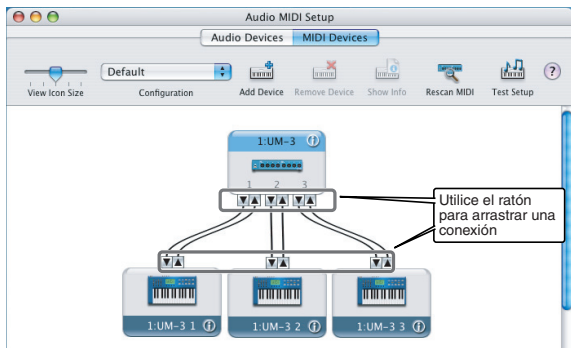 Audio MIDI Setup
Audio Devices MIDI Devices
Default
View Icon Size Configuration Add Device Remove Device Show Info Rescan MIDI Test Setup ?
1:UM-3
1 2 3
Utilice el ratón
para arrastrar una
conexión
1:UM-3 1 1:UM-3 2 1:UM-3 3